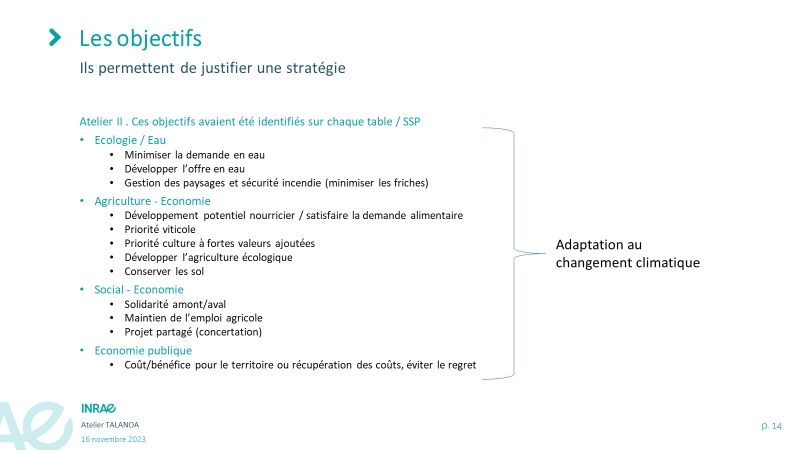 Les objectifs
Ils permettent de justifier une stratégie
Atelier II . Ces objectifs avaient été identifiés sur chaque table / SSP
• Ecologie / Eau
• Minimiser la demande en eau
• Développer l'offre en eau
• Gestion des paysages et sécurité incendie (minimiser les friches)
• Agriculture - Economie
• Développement potentiel nourricier / satisfaire la demande alimentaire
• Priorité viticole
• Priorité culture à fortes valeurs ajoutées
• Développer l'agriculture écologique
• Conserver les sol
• Social - Economie
• Solidarité amont/aval
• Maintien de l'emploi agricole
• Projet partagé (concertation)
• Economie publique
• Coût/bénéfice pour le territoire ou récupération des coûts, éviter le regret
Adaptation au
changement climatique
INRAE
Atelier TALANOA
16 novembre 2023
p. 14